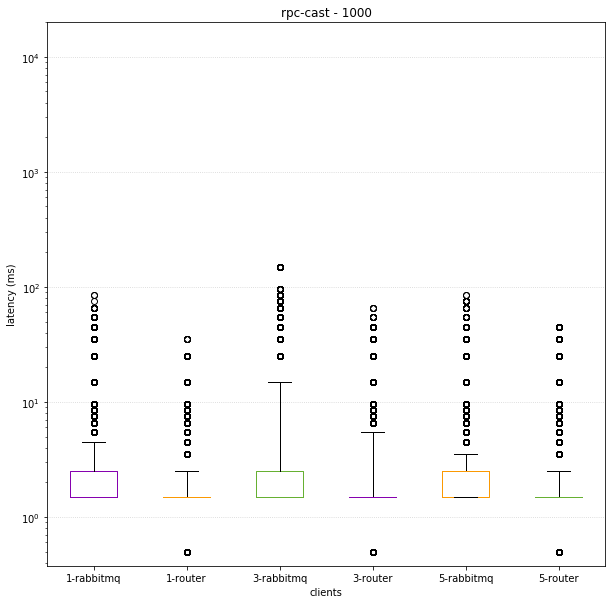 rpc-cast - 1000
10⁴
10³
10²
10¹
10⁰
latency (ms)
1-rabbitmq 1-router 3-rabbitmq 3-router 5-rabbitmq 5-router
clients